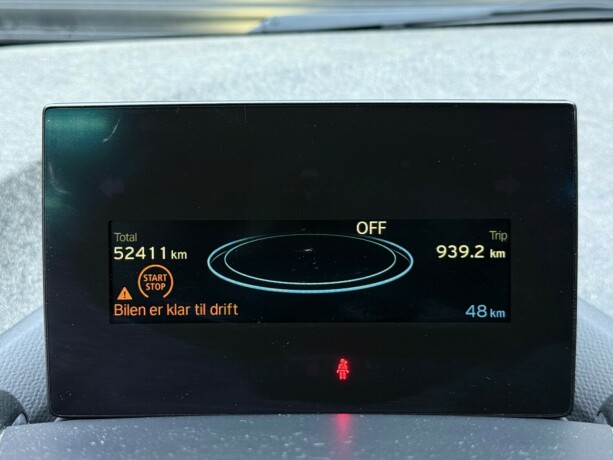 OFF
Total
Trip
52411 km
939.2 km
START
STOP
Bilen er klar til drift
48 km